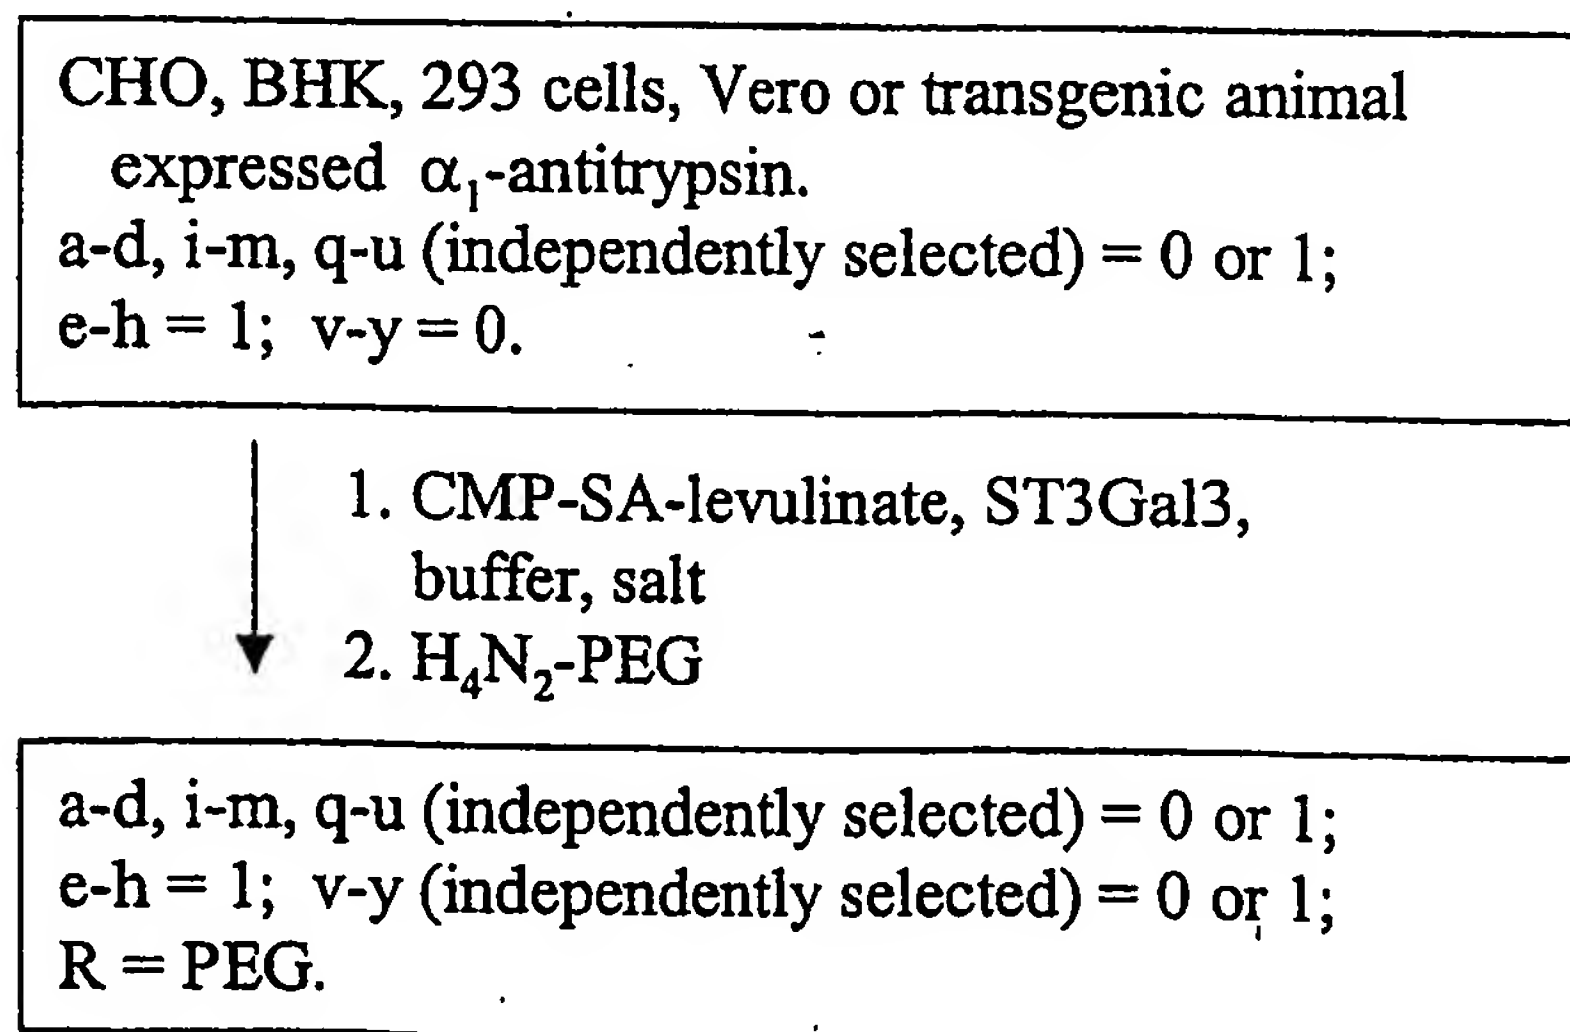 CHO, BHK, 293 cells, Vero or transgenic animal
expressed α₁-antitrypsin.
a-d, i-m, q-u (independently selected) = 0 or 1;
e-h = 1; v-y = 0.
1. CMP-SA-levulinate, ST3Gal3,
buffer, salt
2. H₄N₂-PEG
a-d, i-m, q-u (independently selected) = 0 or 1;
e-h = 1; v-y (independently selected) = 0 or 1;
R = PEG.